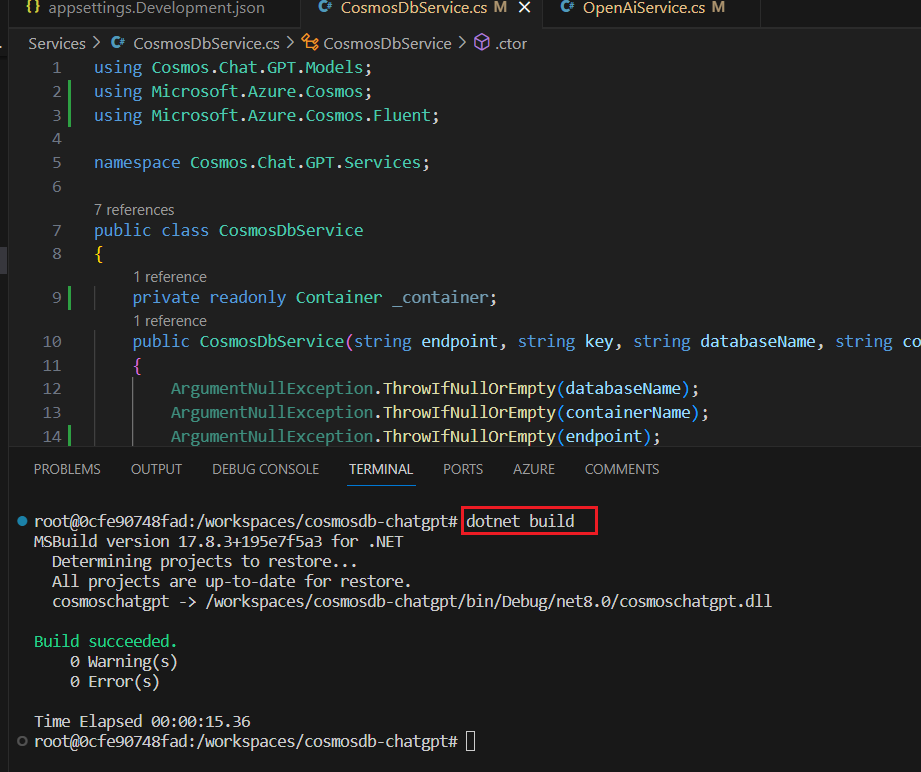 {} appsettings.Development.json
C# CosmosDbService.cs M
C# OpenAiService.cs M
Services > C# CosmosDbService.cs > CosmosDbService > .ctor
1 using Cosmos.Chat.GPT.Models;
2 using Microsoft.Azure.Cosmos;
3 using Microsoft.Azure.Cosmos.Fluent;
4
5 namespace Cosmos.Chat.GPT.Services;
6
7 references
7 public class CosmosDbService
8 {
1 reference
9 private readonly Container _container;
1 reference
10 public CosmosDbService(string endpoint, string key, string databaseName, string co
11 {
12 ArgumentNullException.ThrowIfNullOrEmpty(databaseName);
13 ArgumentNullException.ThrowIfNullOrEmpty(containerName);
14 ArgumentNullException.ThrowIfNullOrEmpty(endpoint);
PROBLEMS OUTPUT DEBUG CONSOLE TERMINAL PORTS AZURE COMMENTS
root@0cfe90748fad:/workspaces/cosmosdb-chatgpt# dotnet build
MSBuild version 17.8.3+195e7f5a3 for .NET
Determining projects to restore...
All projects are up-to-date for restore.
cosmoschatgpt -> /workspaces/cosmosdb-chatgpt/bin/Debug/net8.0/cosmoschatgpt.dll
Build succeeded.
0 Warning(s)
0 Error(s)
Time Elapsed 00:00:15.36
root@0cfe90748fad:/workspaces/cosmosdb-chatgpt#